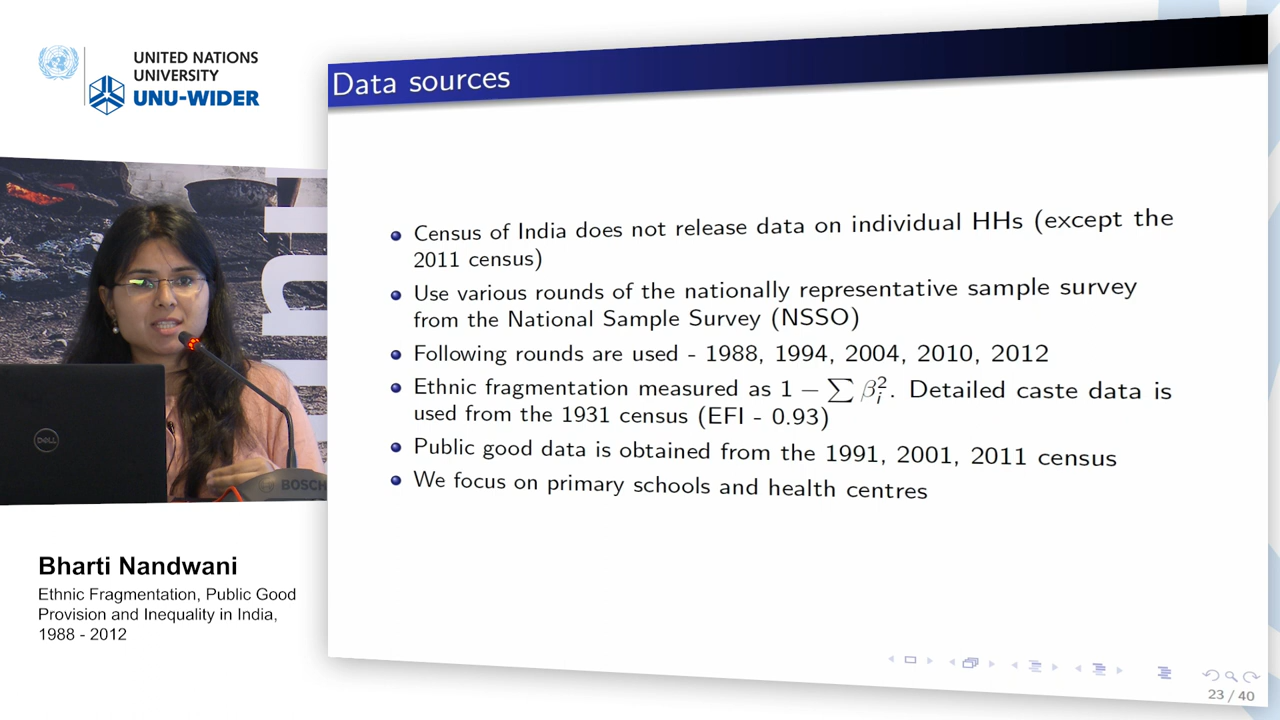 UNITED NATIONS
UNIVERSITY
UNU-WIDER
Data sources
Census of India does not release data on individual HHs (except the
2011 census)
Use various rounds of the nationally representative sample survey
from the National Sample Survey (NSSO)
Following rounds are used - 1988, 1994, 2004, 2010, 2012
Ethnic fragmentation measured as 1 − ∑ βᵢ². Detailed caste data is
used from the 1931 census (EFI - 0.93)
Public good data is obtained from the 1991, 2001, 2011 census
We focus on primary schools and health centres
23 / 40
DELL
BOSCH
Bharti Nandwani
Ethnic Fragmentation, Public Good
Provision and Inequality in India,
1988 - 2012